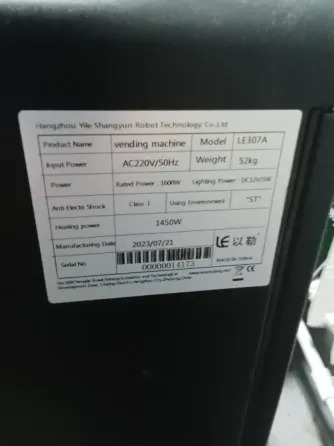 Hangzhou Yile Shangyun Robot Technology Co.,Ltd
Product Name vending machine Model LE307A
Input Power AC220V/50Hz Weight 52kg
Power Rated Power: 1600W Lighting Power: DC12V/5W
Anti Electr Shock Class I Using Environment "ST"
Heating power 1450W
Manufacturing Date 2023/07/21
Serial No. 00000014173
LE 以勒
MADE IN CHINA